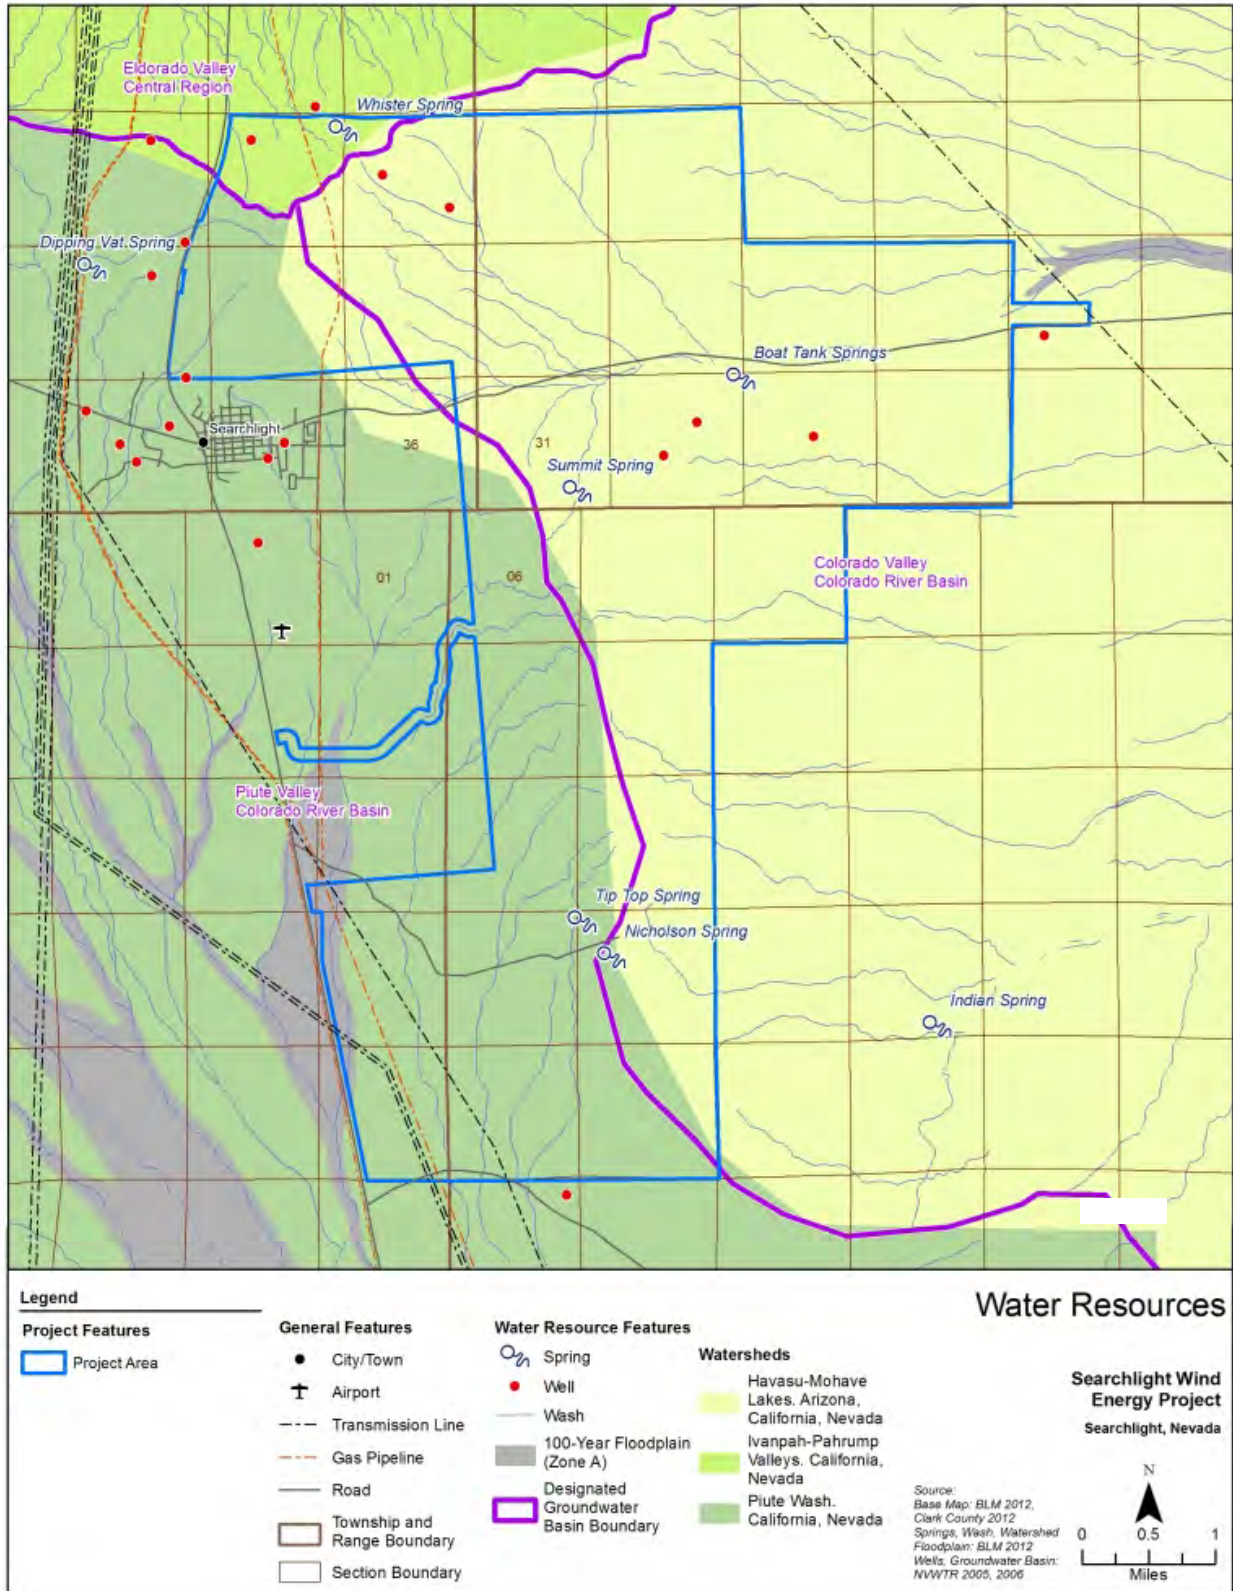 Eldorado Valley
Central Region
Whister Spring
Dipping Vat Spring
Boat Tank Springs
Searchlight
36
31
Summit Spring
Colorado Valley
Colorado River Basin
01
06
Piute Valley
Colorado River Basin
Tip Top Spring
Nicholson Spring
Indian Spring
Legend
Project Features
Project Area
General Features
City/Town
Airport
Transmission Line
Gas Pipeline
Road
Township and
Range Boundary
Section Boundary
Water Resource Features
Spring
Well
Wash
100-Year Floodplain
(Zone A)
Designated
Groundwater
Basin Boundary
Watersheds
Havasu-Mohave
Lakes. Arizona,
California, Nevada
Ivanpah-Pahrump
Valleys. California,
Nevada
Piute Wash.
California, Nevada
Water Resources
Searchlight Wind
Energy Project
Searchlight, Nevada
Source:
Base Map: BLM 2012,
Clark County 2012
Springs, Wash, Watershed
Floodplain: BLM 2012
Wells, Groundwater Basin:
NVWTR 2005, 2006
N
0 0.5 1
Miles